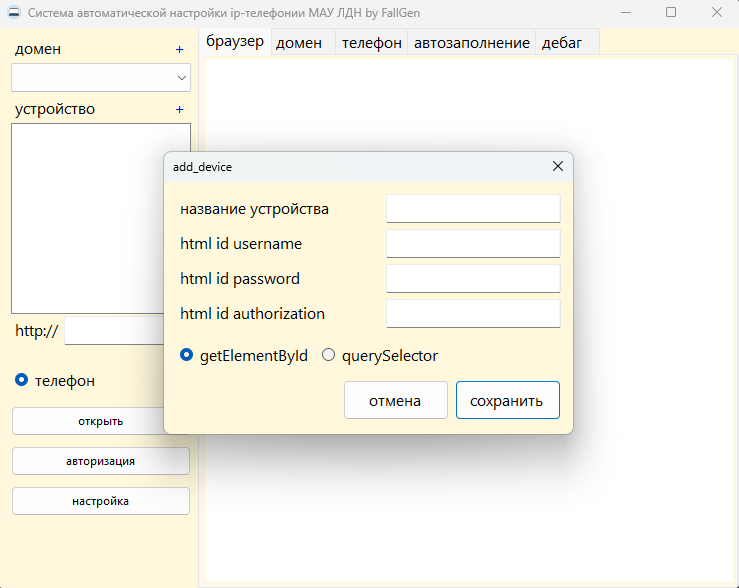 Система автоматической настройки ip-телефонии МАУ ЛДН by FallGen
домен +
браузер домен телефон автозаполнение дебаг
устройство +
add_device
название устройства
html id username
html id password
html id authorization
getElementById querySelector
отмена сохранить
http://
телефон
открыть
авторизация
настройка